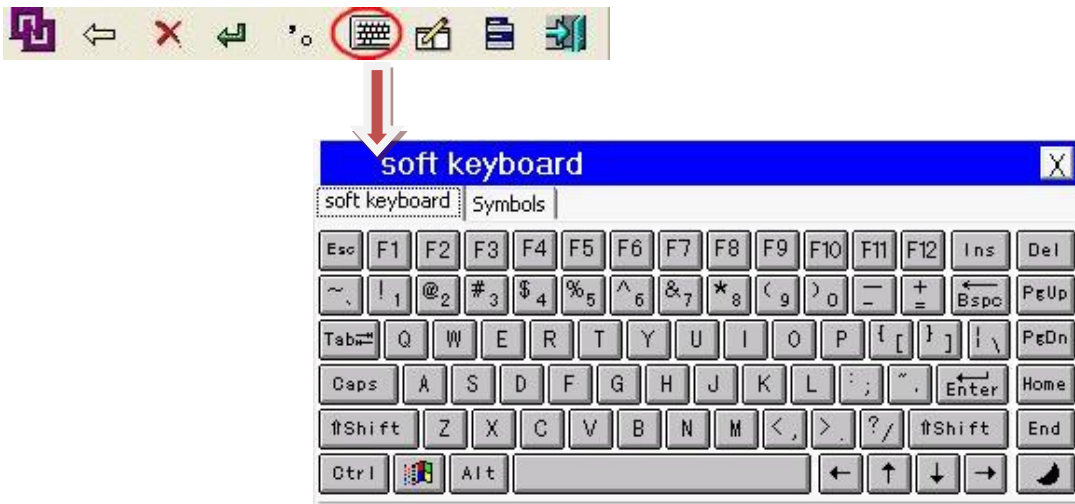 soft keyboard X
soft keyboard Symbols
Esc F1 F2 F3 F4 F5 F6 F7 F8 F9 F10 F11 F12 Ins Del
~ ` ! 1 @ 2 # 3 $ 4 % 5 ^ 6 & 7 * 8 ( 9 ) 0 _ - + = Bspc PgUp
Tab Q W E R T Y U I O P { [ } ] ¦ \ PgDn
Caps A S D F G H J K L : ; " ' Enter Home
⇧Shift Z X C V B N M < , > . ? / ⇧Shift End
Ctrl Alt ← ↑ ↓ →